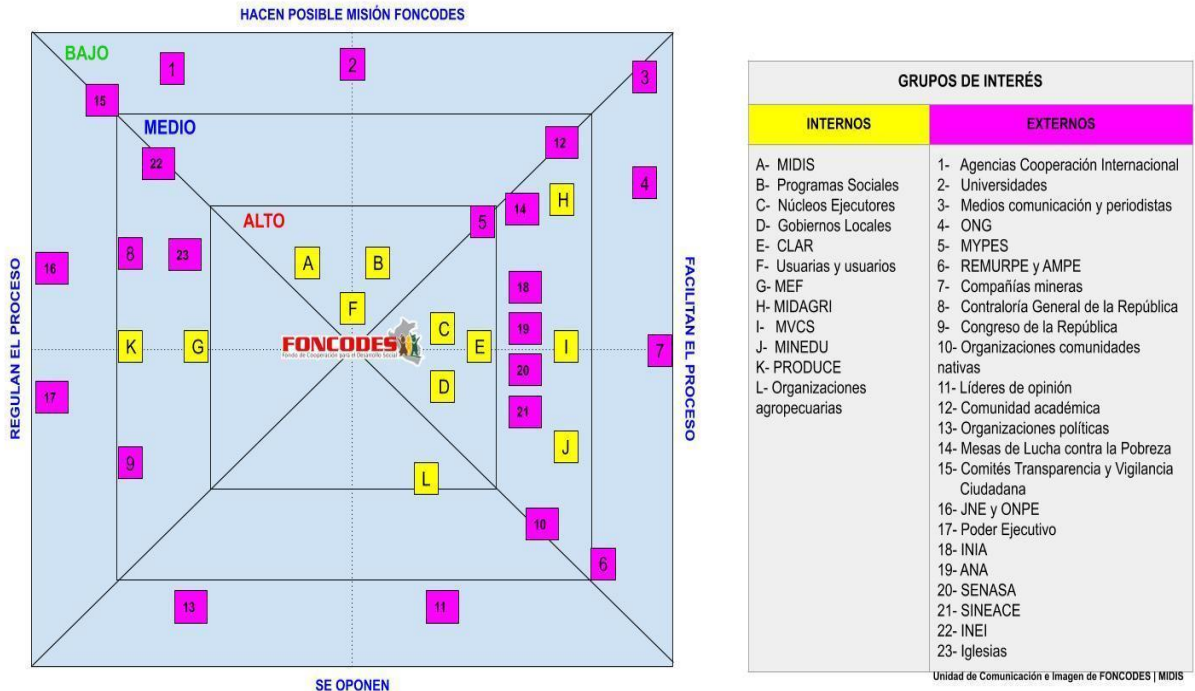 HACEN POSIBLE MISIÓN FONCODES
BAJO
1
2
3
15
MEDIO
12
22
4
H
14
ALTO
5
8
23
A
B
16
18
F
C
19
FONCODES
Fondo de Cooperación para el Desarrollo Social
K
G
E
I
7
20
D
17
21
J
9
L
10
6
13
11
REGULAN EL PROCESO
FACILITAN EL PROCESO
SE OPONEN
GRUPOS DE INTERÉS
INTERNOS
A- MIDIS
B- Programas Sociales
C- Núcleos Ejecutores
D- Gobiernos Locales
E- CLAR
F- Usuarias y usuarios
G- MEF
H- MIDAGRI
I- MVCS
J- MINEDU
K- PRODUCE
L- Organizaciones
agropecuarias
EXTERNOS
1- Agencias Cooperación Internacional
2- Universidades
3- Medios comunicación y periodistas
4- ONG
5- MYPES
6- REMURPE y AMPE
7- Compañías mineras
8- Contraloría General de la República
9- Congreso de la República
10- Organizaciones comunidades
nativas
11- Líderes de opinión
12- Comunidad académica
13- Organizaciones políticas
14- Mesas de Lucha contra la Pobreza
15- Comités Transparencia y Vigilancia
Ciudadana
16- JNE y ONPE
17- Poder Ejecutivo
18- INIA
19- ANA
20- SENASA
21- SINEACE
22- INEI
23- Iglesias
Unidad de Comunicación e Imagen de FONCODES | MIDIS